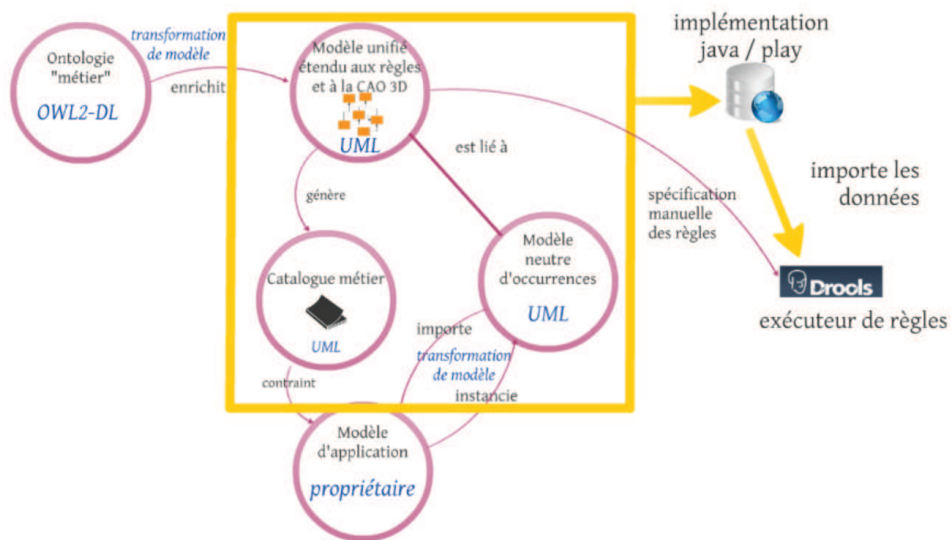 Ontologie
"métier"
OWL2-DL
transformation
de modèle
enrichit
Modèle unifié
étendu aux règles
et à la CAO 3D
UML
est lié à
génère
Catalogue métier
UML
Modèle
neutre
d'occurrences
UML
importe
transformation
de modèle
instancie
contraint
Modèle
d'application
propriétaire
implémentation
java / play
importe les
données
spécification
manuelle
des règles
Drools
exécuteur de règles